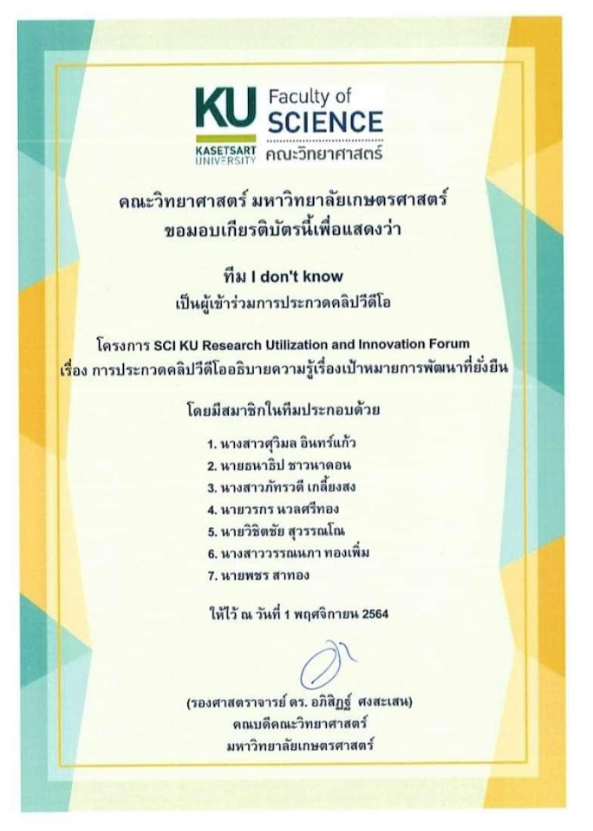 KU
KASETSART
UNIVERSITY
Faculty of
SCIENCE
คณะวิทยาศาสตร์
คณะวิทยาศาสตร์ มหาวิทยาลัยเกษตรศาสตร์
ขอมอบเกียรติบัตรนี้เพื่อแสดงว่า
ทีม I don't know
เป็นผู้เข้าร่วมการประกวดคลิปวีดีโอ
โครงการ SCI KU Research Utilization and Innovation Forum
เรื่อง การประกวดคลิปวีดีโออธิบายความรู้เรื่องเป้าหมายการพัฒนาที่ยั่งยืน
โดยมีสมาชิกในทีมประกอบด้วย
1. นางสาวศุวิมล อินทร์แก้ว
2. นายธนาธิป ชาวนาดอน
3. นางสาวภัทรวดี เกลี้ยงสง
4. นายวรกร นวลศรีทอง
5. นายวิชิตชัย สุวรรณโณ
6. นางสาววรรณนภา ทองเพิ่ม
7. นายพชร สาทอง
ให้ไว้ ณ วันที่ 1 พฤศจิกายน 2564
(รองศาสตราจารย์ ดร. อภิสิฏฐ์ ศงสะเสน)
คณบดีคณะวิทยาศาสตร์
มหาวิทยาลัยเกษตรศาสตร์